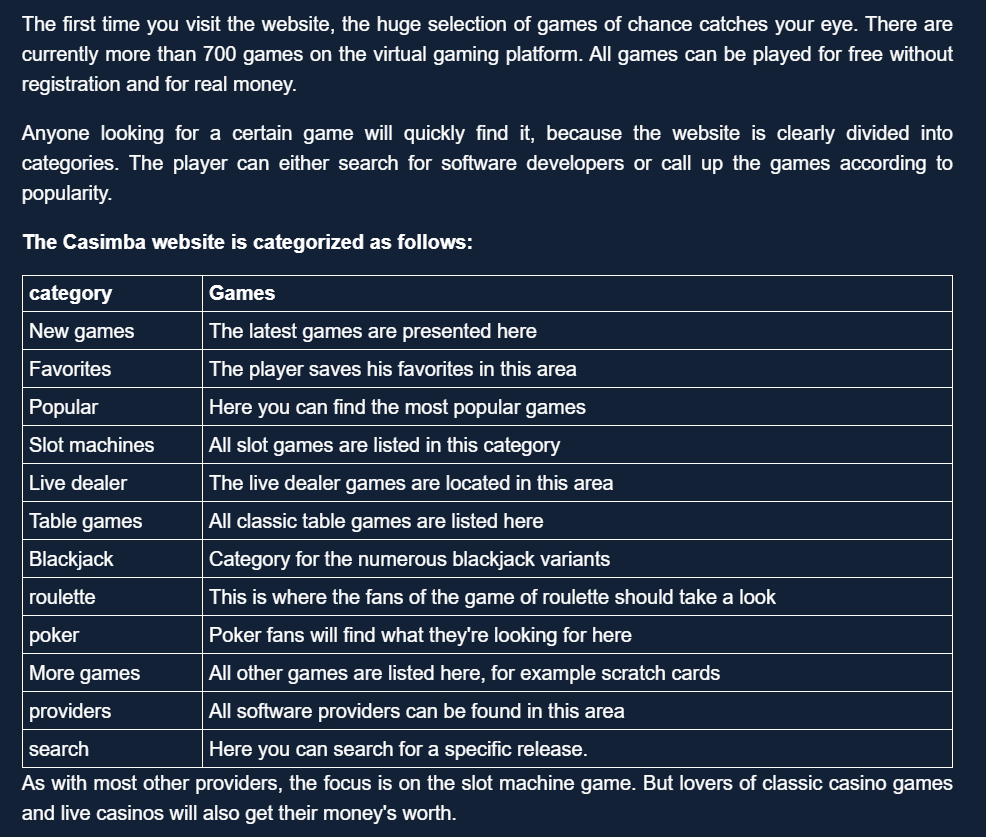 The first time you visit the website, the huge selection of games of chance catches your eye. There are
currently more than 700 games on the virtual gaming platform. All games can be played for free without
registration and for real money.
Anyone looking for a certain game will quickly find it, because the website is clearly divided into
categories. The player can either search for software developers or call up the games according to
popularity.
The Casimba website is categorized as follows:
category Games
New games The latest games are presented here
Favorites The player saves his favorites in this area
Popular Here you can find the most popular games
Slot machines All slot games are listed in this category
Live dealer The live dealer games are located in this area
Table games All classic table games are listed here
Blackjack Category for the numerous blackjack variants
roulette This is where the fans of the game of roulette should take a look
poker Poker fans will find what they're looking for here
More games All other games are listed here, for example scratch cards
providers All software providers can be found in this area
search Here you can search for a specific release.
As with most other providers, the focus is on the slot machine game. But lovers of classic casino games
and live casinos will also get their money's worth.